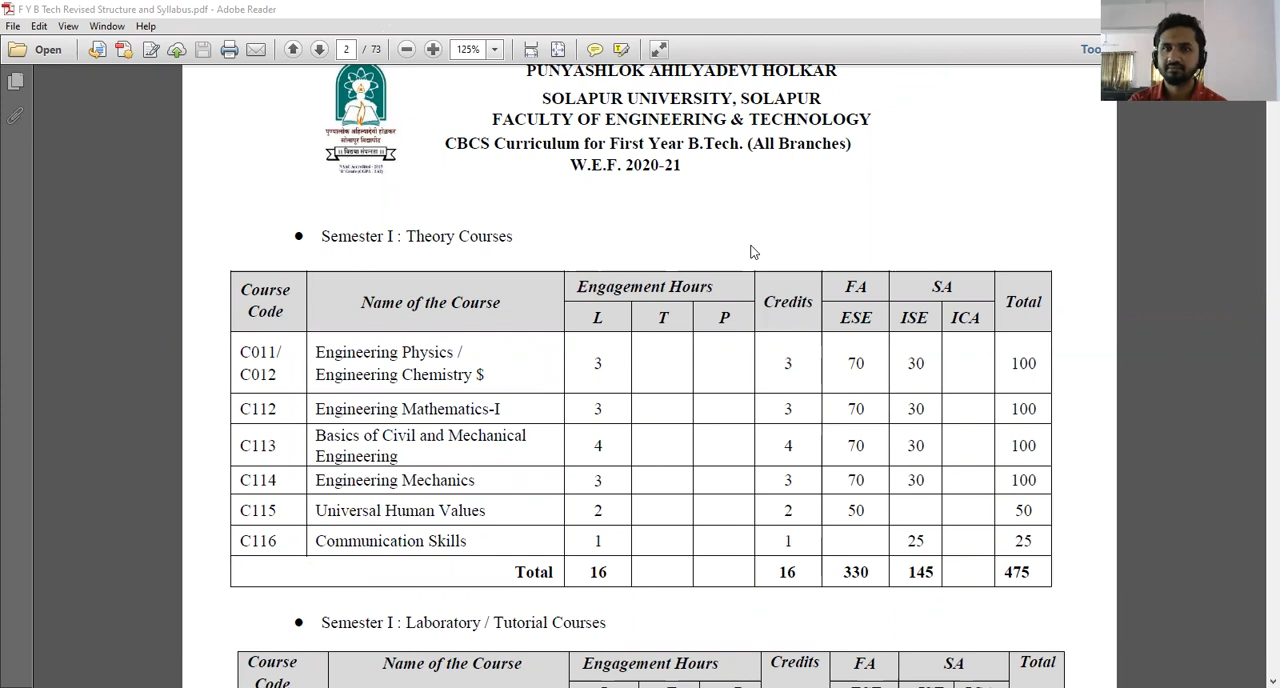 F Y B Tech Revised Structure and Syllabus.pdf - Adobe Reader
File Edit View Window Help
Open 2 / 73 125% Too
PUNYASHLOK AHILYADEVI HOLKAR
SOLAPUR UNIVERSITY, SOLAPUR
FACULTY OF ENGINEERING & TECHNOLOGY
CBCS Curriculum for First Year B.Tech. (All Branches)
W.E.F. 2020-21
पुण्यश्लोक अहिल्यादेवी होळकर
सोलापूर विद्यापीठ
॥ विद्यया संपन्नता ॥
• Semester I : Theory Courses
Course Code Name of the Course Engagement Hours Credits FA SA Total
L T P ESE ISE ICA
C011/ C012 Engineering Physics / Engineering Chemistry $ 3 3 70 30 100
C112 Engineering Mathematics-I 3 3 70 30 100
C113 Basics of Civil and Mechanical Engineering 4 4 70 30 100
C114 Engineering Mechanics 3 3 70 30 100
C115 Universal Human Values 2 2 50 50
C116 Communication Skills 1 1 25 25
Total 16 16 330 145 475
• Semester I : Laboratory / Tutorial Courses
Course Code Name of the Course Engagement Hours Credits FA SA Total